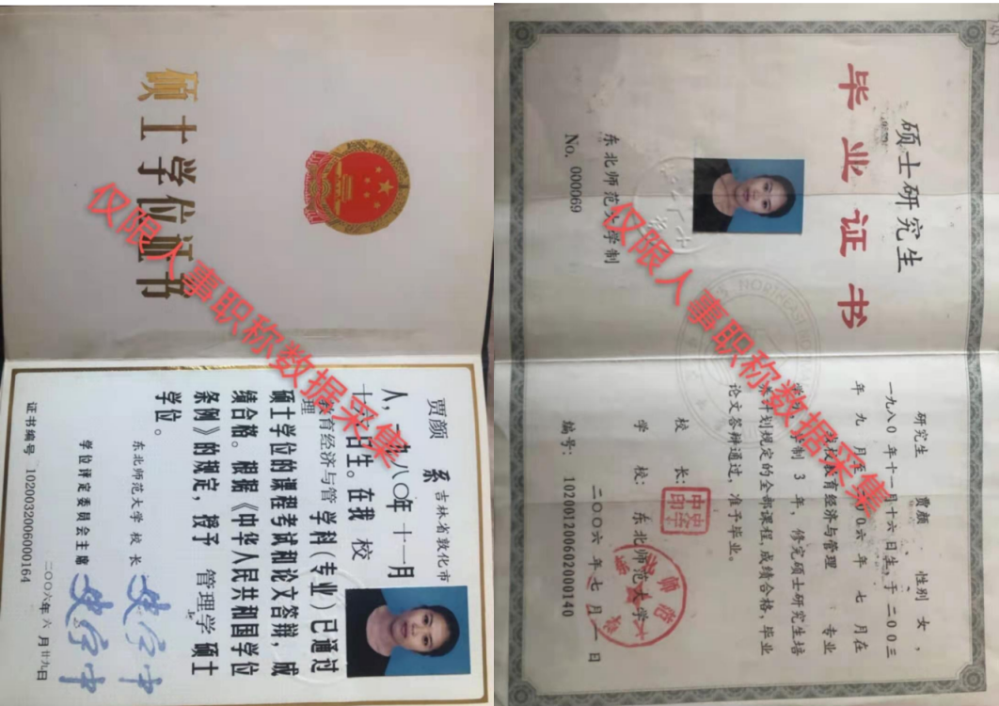 硕士学位证书
贾颜 系 吉林省敦化市
人，一九八〇年十一月
十六日生。在我 校
教育经济与管理 学科(专业)已通过
硕士学位的课程考试和论文答辩，成
绩合格。根据《中华人民共和国学位
条例》的规定，授予 管理学 硕士
学位。
东北师范大学 校 长
学位评定委员会主席
证书编号 1020032006000164
二〇〇六年六月廿九日
仅限人事职称数据采集
硕士研究生
毕业证书
东北师范大学制
No. 000069
研究生 贾颜 性别 女，
一九八〇年十一月十六日生，于二〇〇三
年 九 月至二〇〇六年 七 月在
教育经济与管理 专业
学制 3 年，修完硕士研究生培
养计划规定的全部课程，成绩合格，毕业
论文答辩通过，准予毕业。
校 长：
学 校： 东北师范大学
编号： 102001200602000140
二〇〇六年七月一日
仅限人事职称数据采集